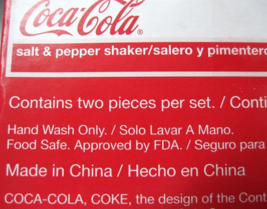 Coca-Cola®
salt & pepper shaker/salero y pimentero
Contains two pieces per set. / Conti
Hand Wash Only. / Solo Lavar A Mano.
Food Safe. Approved by FDA. / Seguro para
Made in China / Hecho en China
COCA-COLA, COKE, the design of the Cont